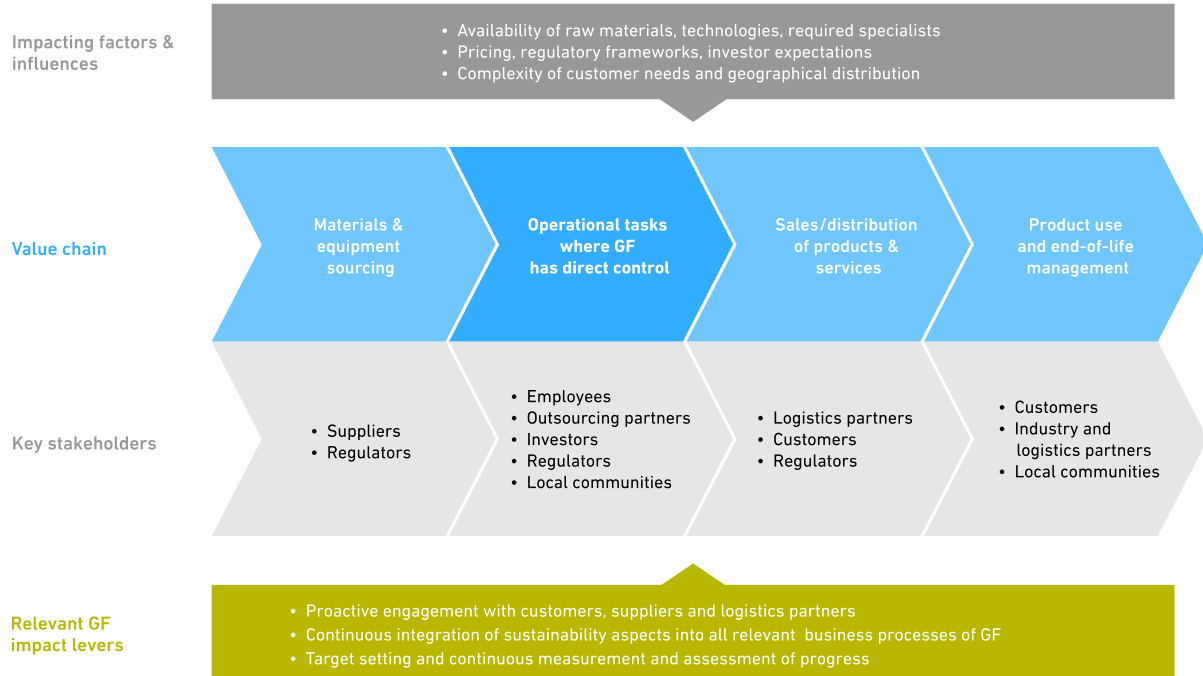 Impacting factors &
influences
• Availability of raw materials, technologies, required specialists
• Pricing, regulatory frameworks, investor expectations
• Complexity of customer needs and geographical distribution
Value chain
Materials &
equipment
sourcing
Operational tasks
where GF
has direct control
Sales/distribution
of products &
services
Product use
and end-of-life
management
Key stakeholders
• Suppliers
• Regulators
• Employees
• Outsourcing partners
• Investors
• Regulators
• Local communities
• Logistics partners
• Customers
• Regulators
• Customers
• Industry and
logistics partners
• Local communities
Relevant GF
impact levers
• Proactive engagement with customers, suppliers and logistics partners
• Continuous integration of sustainability aspects into all relevant business processes of GF
• Target setting and continuous measurement and assessment of progress